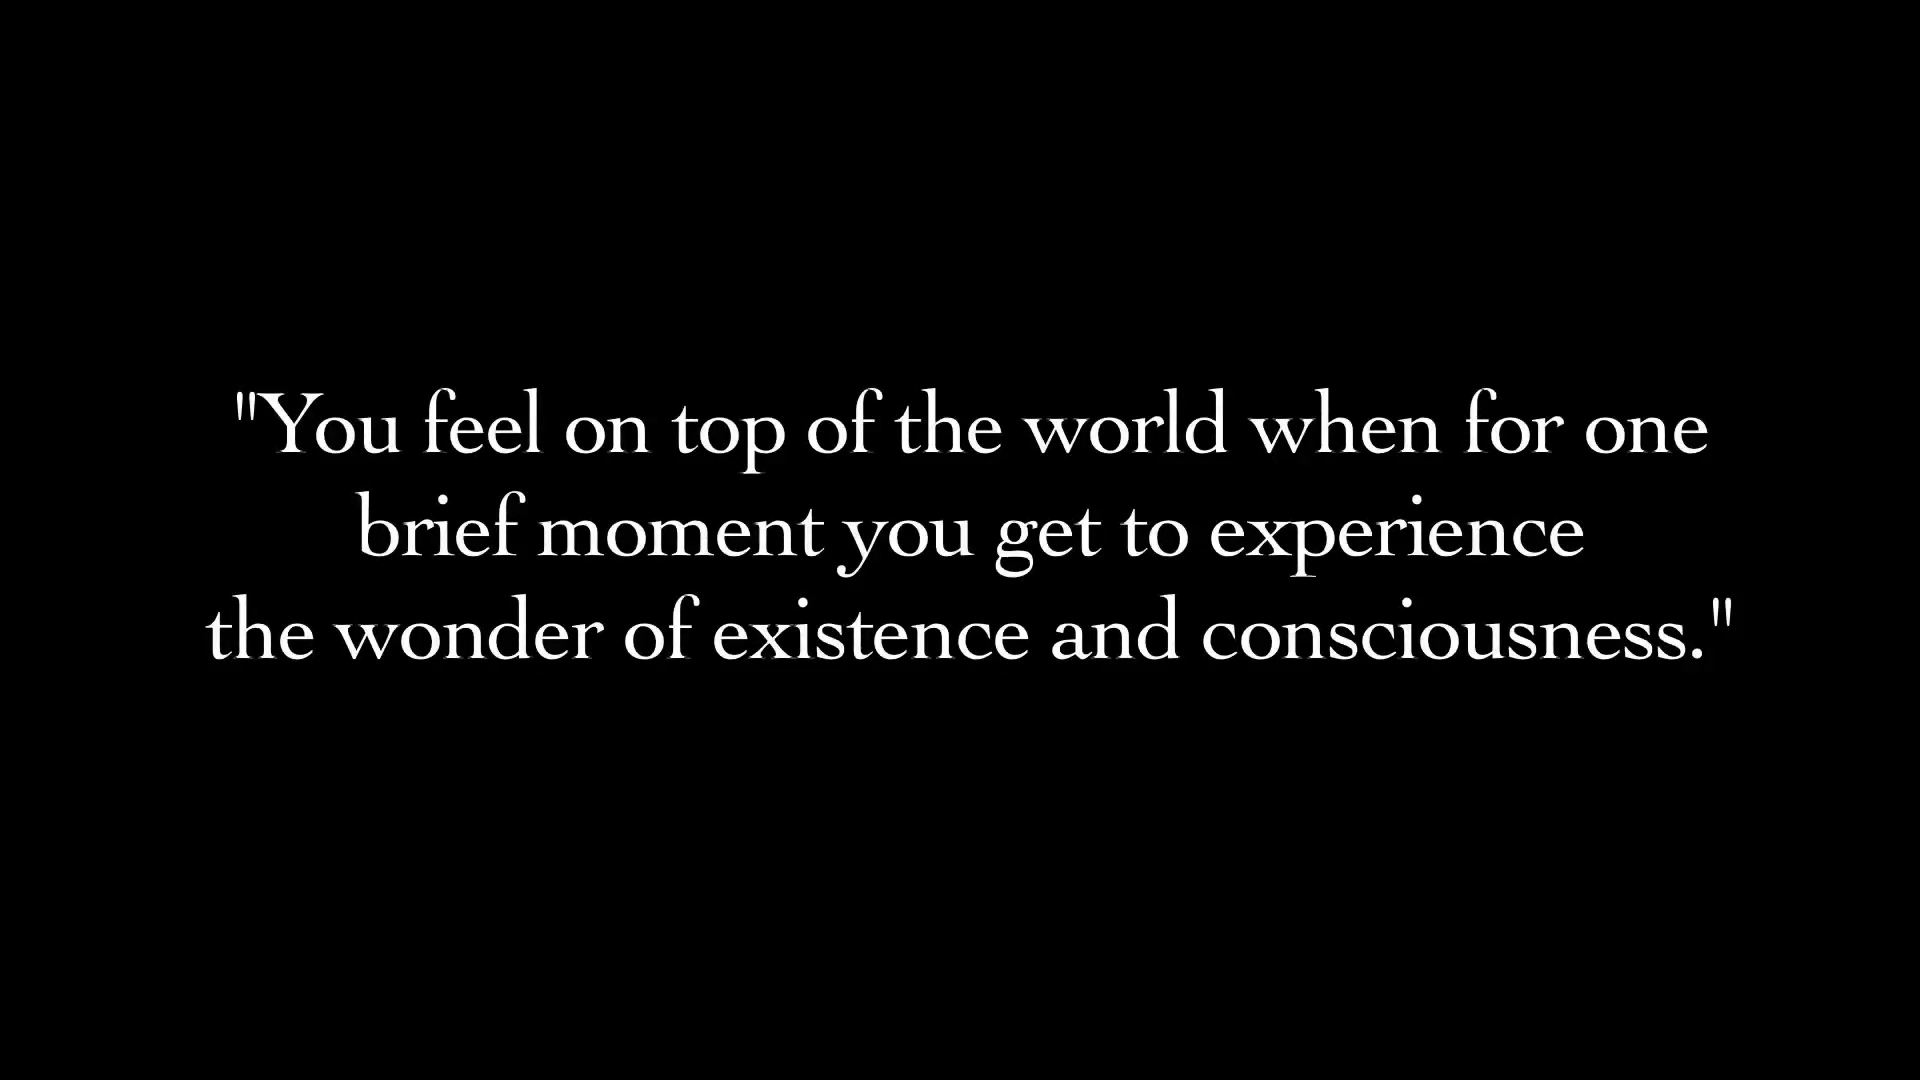 "You feel on top of the world when for one
brief moment you get to experience
the wonder of existence and consciousness."